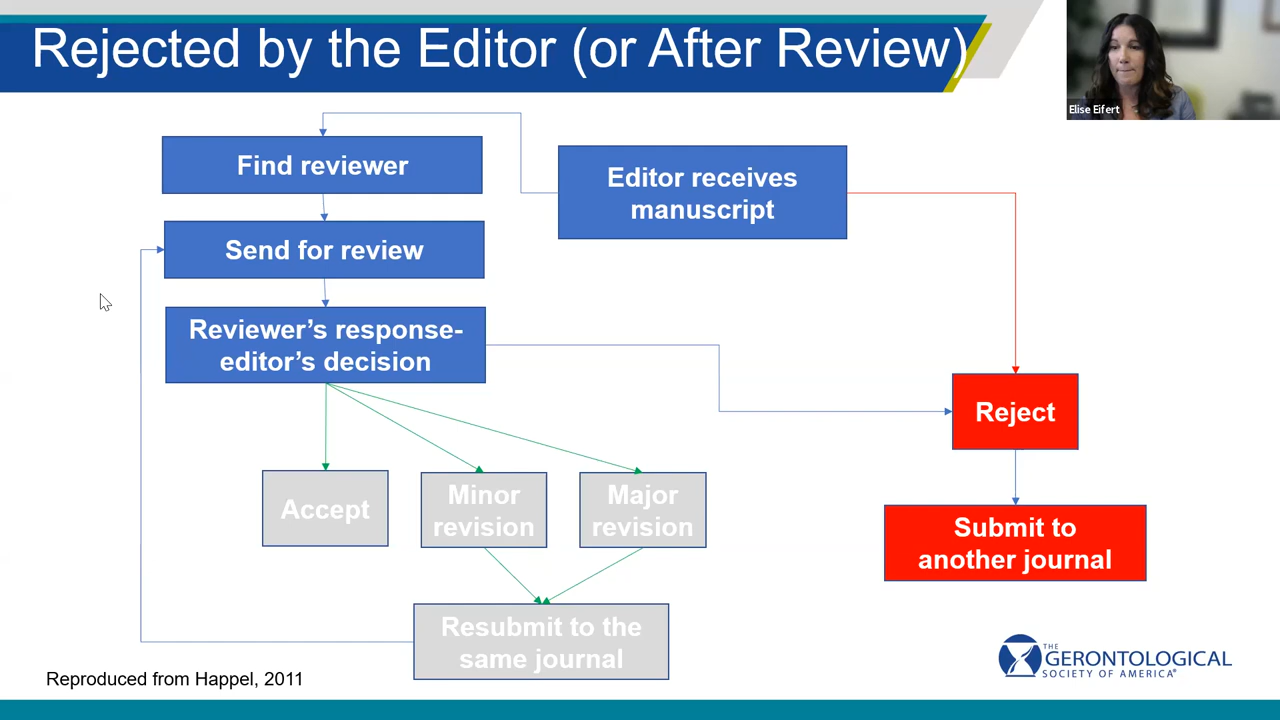 Rejected by the Editor (or After Review)
Elise Eifert
Find reviewer
Editor receives
manuscript
Send for review
Reviewer's response-
editor's decision
Reject
Accept
Minor
revision
Major
revision
Submit to
another journal
Resubmit to the
same journal
Reproduced from Happel, 2011
THE
GERONTOLOGICAL
SOCIETY OF AMERICA®